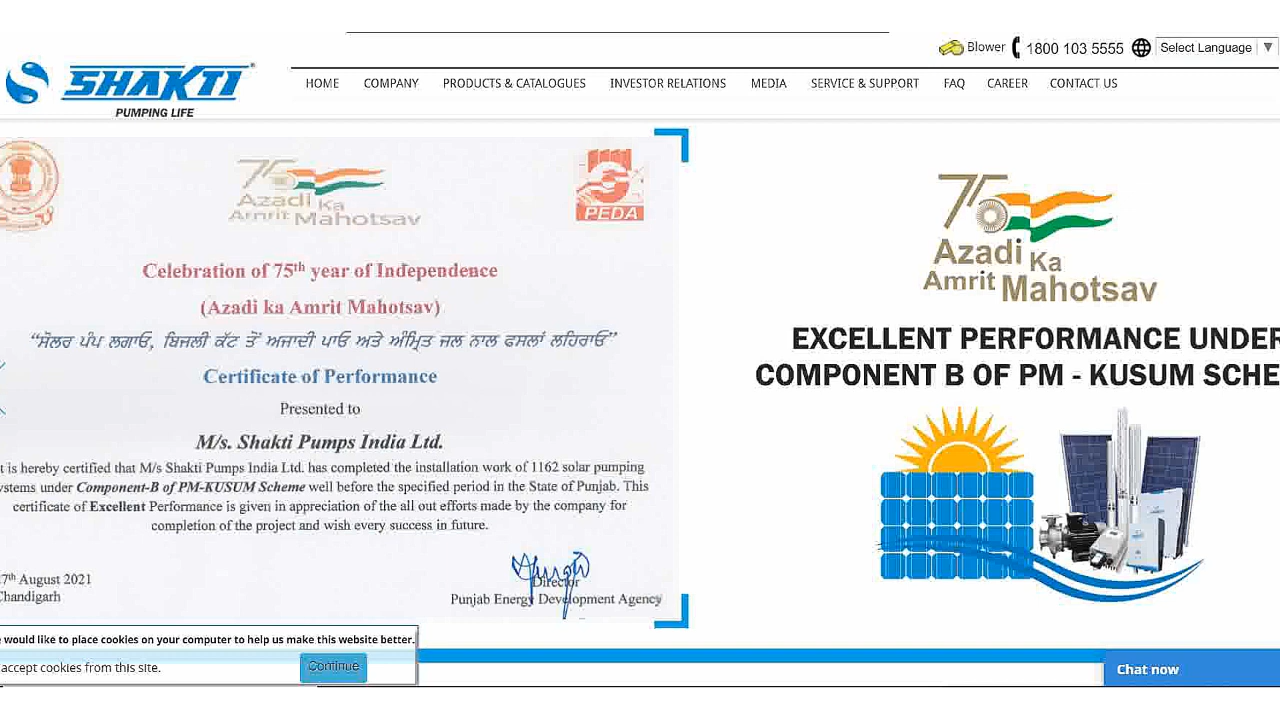 Blower 1800 103 5555 Select Language ▼
SHAKTI
PUMPING LIFE
HOME COMPANY PRODUCTS & CATALOGUES INVESTOR RELATIONS MEDIA SERVICE & SUPPORT FAQ CAREER CONTACT US
75
Azadi Ka
Amrit Mahotsav
PEDA
Celebration of 75th year of Independence
(Azadi ka Amrit Mahotsav)
“ਸੋਲਰ ਪੰਪ ਲਗਾਓ, ਬਿਜਲੀ ਕੱਟ ਤੋਂ ਅਜਾਦੀ ਪਾਓ ਅਤੇ ਅੰਮ੍ਰਿਤ ਜਲ ਨਾਲ ਫਸਲਾਂ ਲਹਿਰਾਓ”
Certificate of Performance
Presented to
M/s. Shakti Pumps India Ltd.
t is hereby certified that M/s Shakti Pumps India Ltd. has completed the installation work of 1162 solar pumping
ystems under Component-B of PM-KUSUM Scheme well before the specified period in the State of Punjab. This
certificate of Excellent Performance is given in appreciation of the all out efforts made by the company for
completion of the project and wish every success in future.
7th August 2021
Chandigarh
Director
Punjab Energy Development Agency
75
Azadi Ka
Amrit Mahotsav
EXCELLENT PERFORMANCE UNDER
COMPONENT B OF PM - KUSUM SCHE
would like to place cookies on your computer to help us make this website better.
accept cookies from this site.
Continue
Chat now